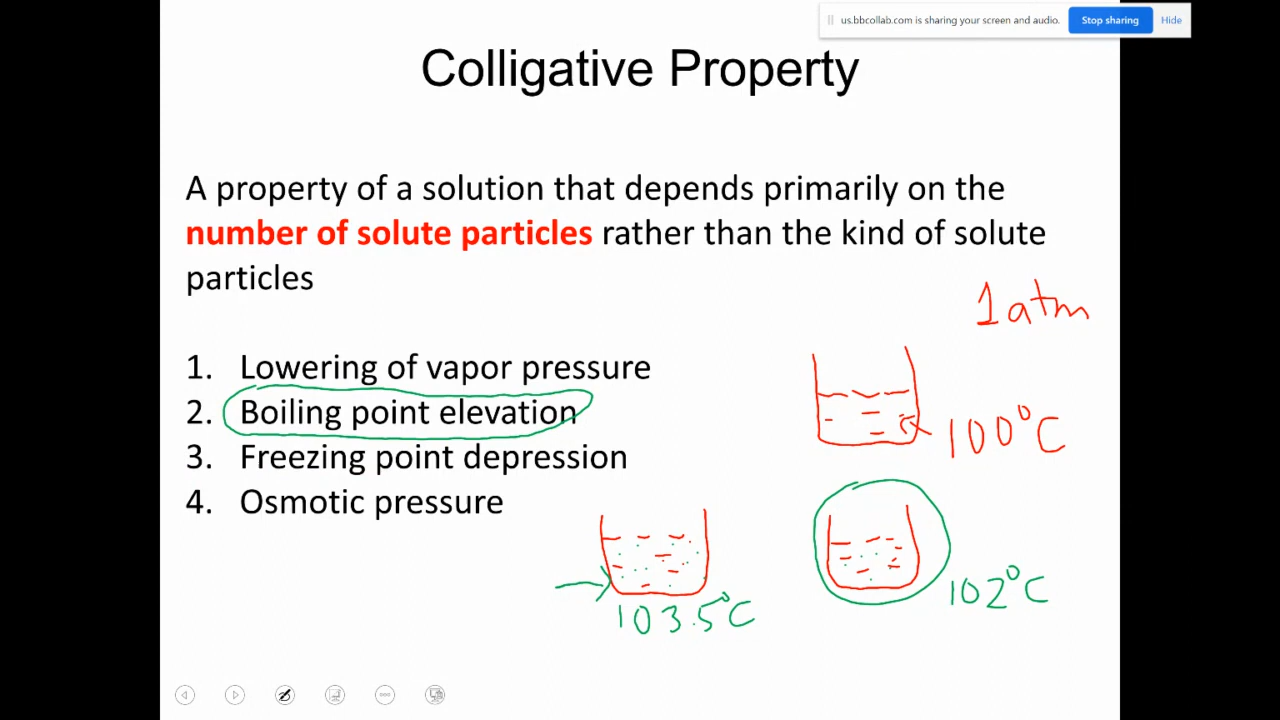 us.bbcollab.com is sharing your screen and audio. Stop sharing Hide
Colligative Property
A property of a solution that depends primarily on the
number of solute particles rather than the kind of solute
particles
1 atm
1. Lowering of vapor pressure
2. Boiling point elevation
100°C
3. Freezing point depression
4. Osmotic pressure
102°C
103.5°C